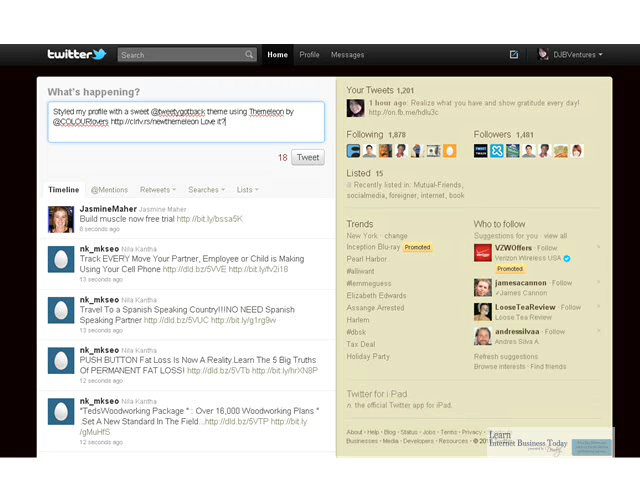 twitter
Search
Home Profile Messages
DJBVentures
What's happening?
Styled my profile with a sweet @tweetygotback theme using Themeleon by
@COLOURlovers http://clrlv.rs/newthemeleon Love it?
18 Tweet
Timeline @Mentions Retweets Searches Lists
JasmineMaher Jasmine Maher
Build muscle now free trial http://bit.ly/bssa5K
8 seconds ago
nk_mkseo Nila Kantha
Track EVERY Move Your Partner, Employee or Child is Making
Using Your Cell Phone http://dld.bz/5VVE http://bit.ly/fv2i18
13 seconds ago
nk_mkseo Nila Kantha
Travel To a Spanish Speaking Country!!!NO NEED Spanish
Speaking Partner http://dld.bz/5VUC http://bit.ly/g1rg9w
13 seconds ago
nk_mkseo Nila Kantha
PUSH BUTTON Fat Loss Is Now A Reality.Learn The 5 Big Truths
Of PERMANENT FAT LOSS! http://dld.bz/5VTb http://bit.ly/hrXN8P
12 seconds ago
nk_mkseo Nila Kantha
"TedsWoodworking Package " : Over 16,000 Woodworking Plans "
.Set A New Standard In The Field...http://dld.bz/5VTP http://bit.ly
/gMuHfS
12 seconds ago
Your Tweets 1,201
1 hour ago: Realize what you have and show gratitude every day!
http://on.fb.me/hdlu3c
Following 1,878
Followers 1,481
Listed 15
Recently listed in: Mutual-Friends,
socialmedia, foreigner, internet, book
Trends
New York · change
Inception Blu-ray Promoted
Pearl Harbor
#alliwant
#lemmeguess
Elizabeth Edwards
Assange Arrested
Harlem
#dbsk
Tax Deal
Holiday Party
Who to follow
Suggestions for you · view all
VZWOffers · Follow
Verizon Wireless USA
Promoted
jamesacannon · Follow
James Cannon
LooseTeaReview · Follow
Loose Tea Review
andressilvaa · Follow
Andres Silva A.
Refresh suggestions
Browse interests · Find friends
Twitter for iPad
n. the official Twitter app for iPad.
About · Help · Blog · Status · Jobs · Terms · Privacy
Businesses · Media · Developers · Resources · © 201
Learn
Internet Business Today